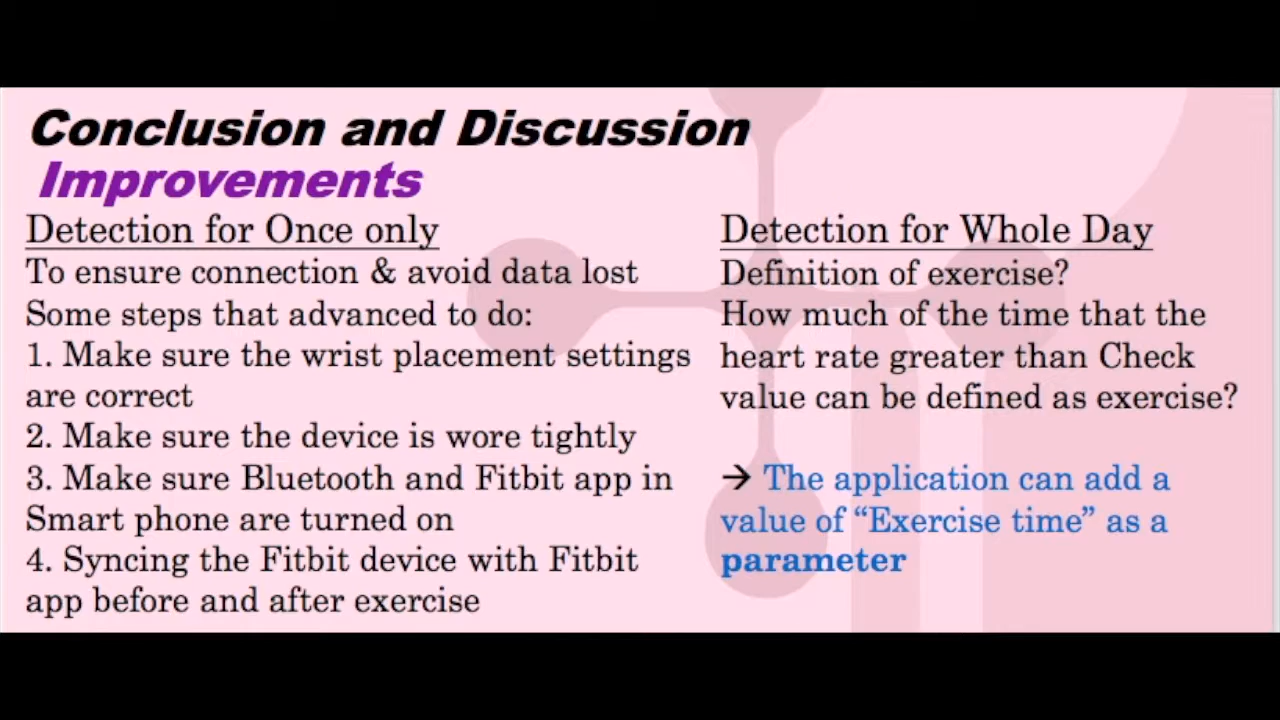 Conclusion and Discussion
Improvements
Detection for Once only
To ensure connection & avoid data lost
Some steps that advanced to do:
1. Make sure the wrist placement settings
are correct
2. Make sure the device is wore tightly
3. Make sure Bluetooth and Fitbit app in
Smart phone are turned on
4. Syncing the Fitbit device with Fitbit
app before and after exercise
Detection for Whole Day
Definition of exercise?
How much of the time that the
heart rate greater than Check
value can be defined as exercise?
→ The application can add a
value of “Exercise time” as a
parameter